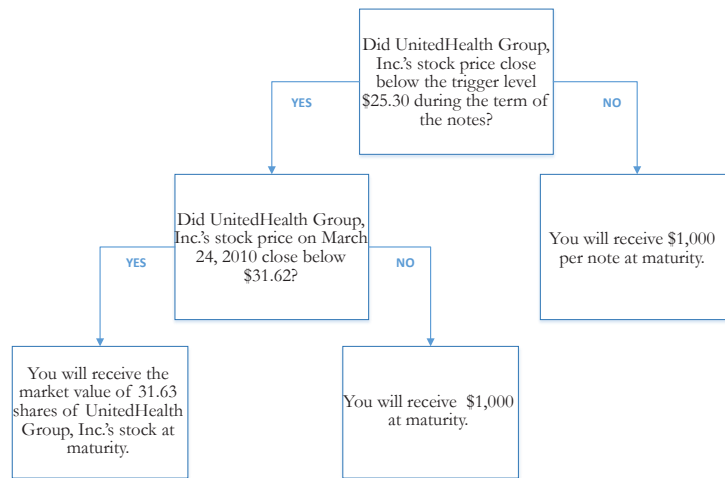 Did UnitedHealth Group,
Inc.'s stock price close
below the trigger level
$25.30 during the term of
the notes?
YES
NO
Did UnitedHealth Group,
Inc.'s stock price on March
24, 2010 close below
$31.62?
You will receive $1,000
per note at maturity.
YES
NO
You will receive the
market value of 31.63
shares of UnitedHealth
Group, Inc.'s stock at
maturity.
You will receive $1,000
at maturity.